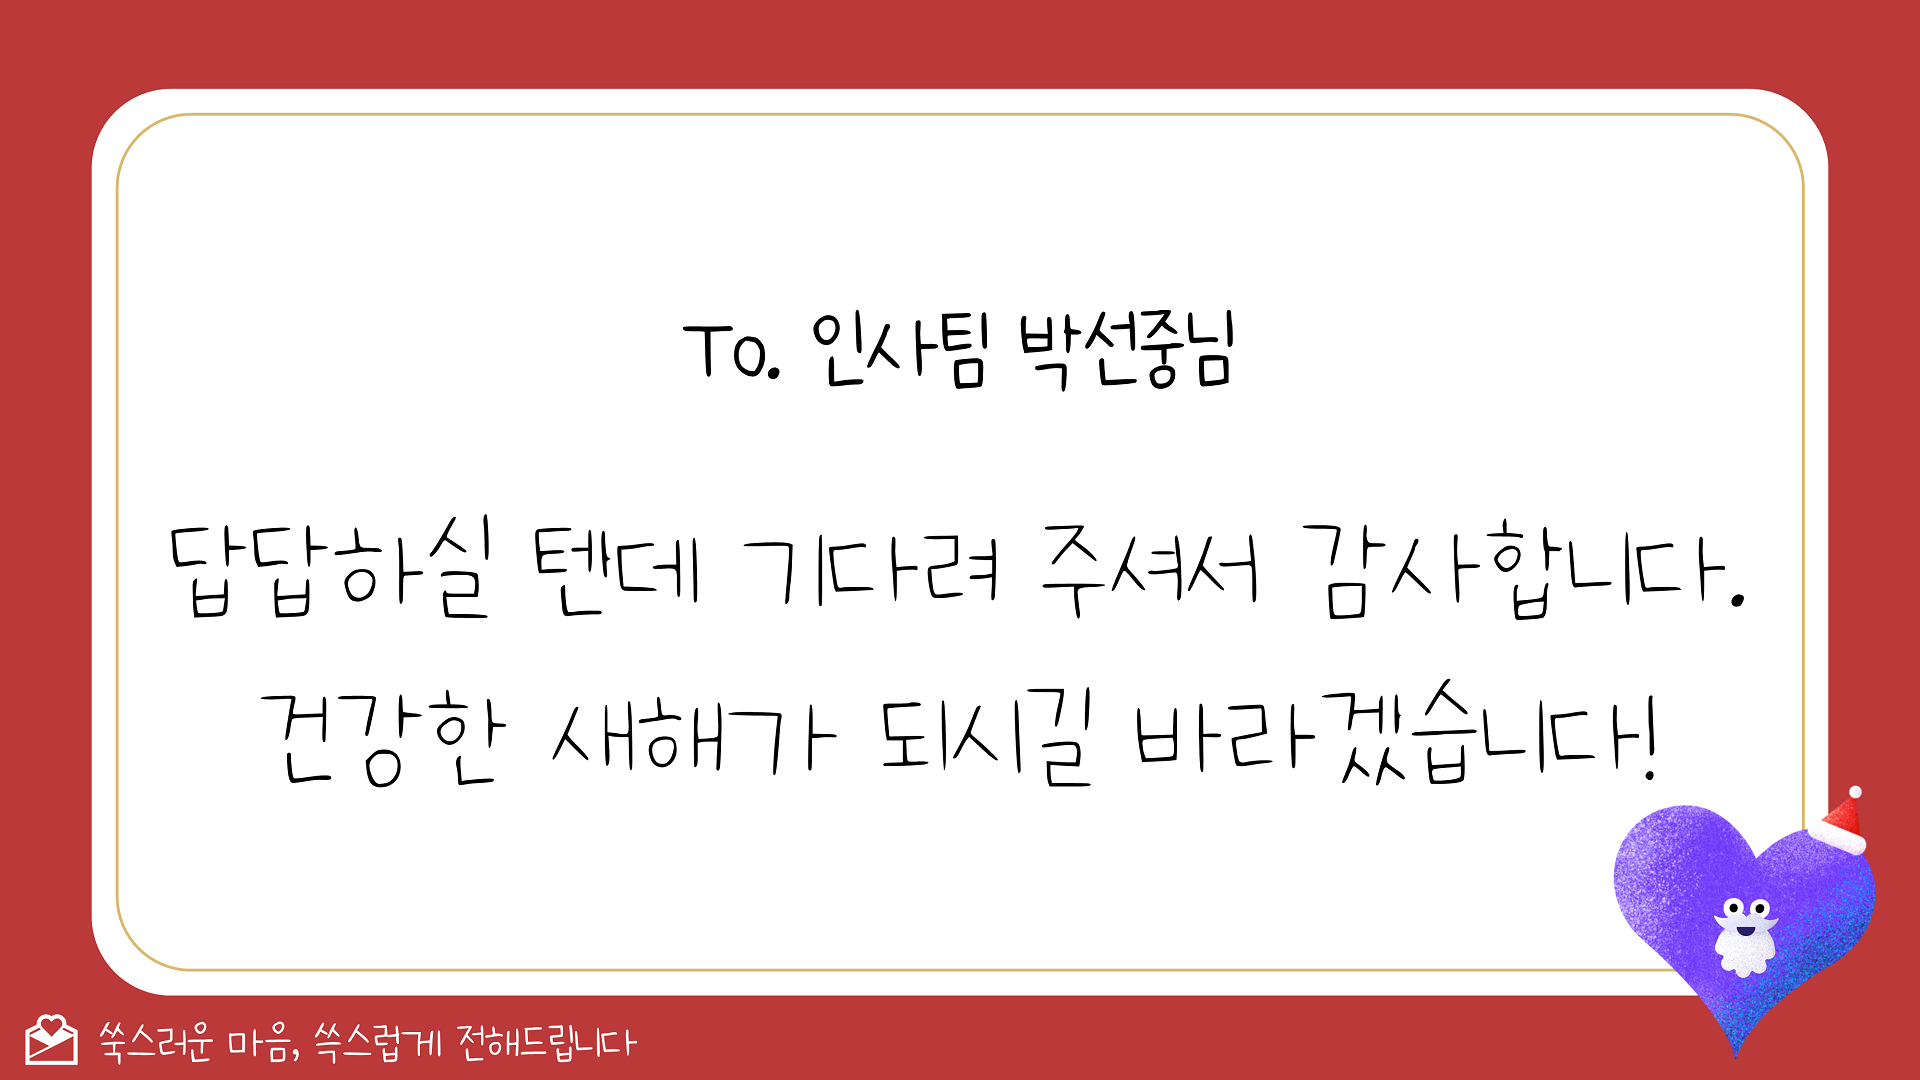 To. 인사팀 박선중님
답답하실 텐데 기다려 주셔서 감사합니다.
건강한 새해가 되시길 바라겠습니다!
쑥스러운 마음, 쓱스럽게 전해드립니다